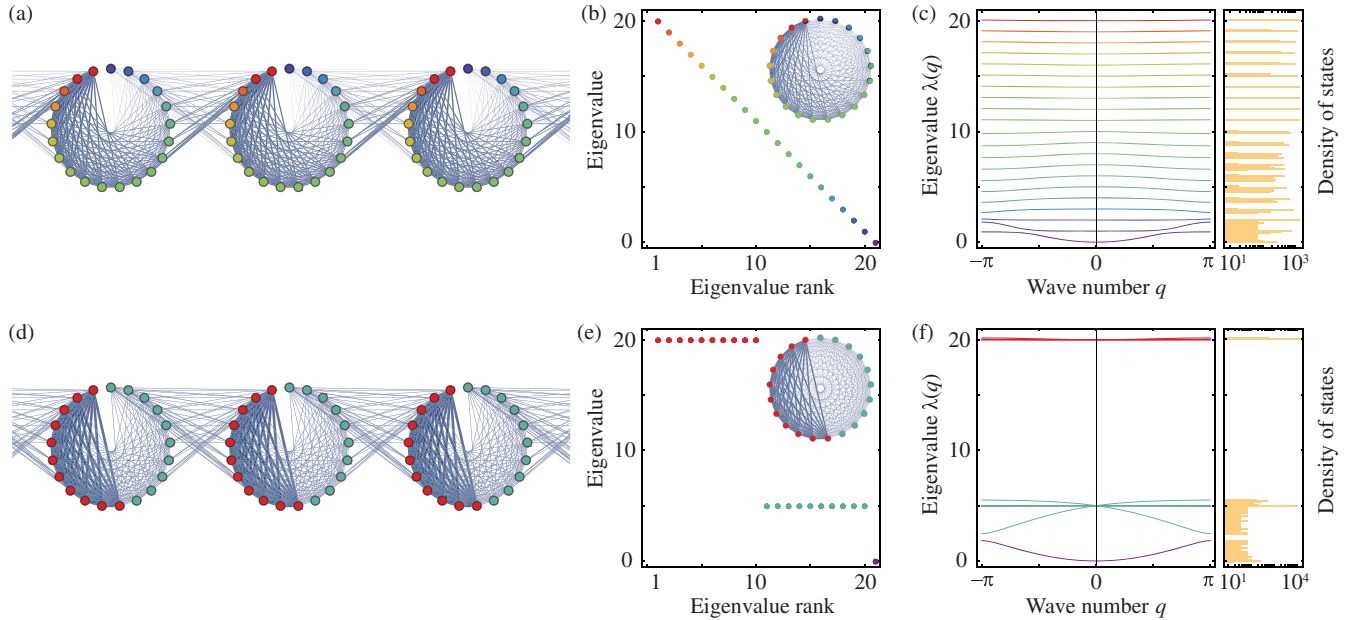 (a)
(b)
20
10
0
Eigenvalue
1
10
20
Eigenvalue rank
(c)
20
10
0
Eigenvalue λ(q)
−π
0
π
Wave number q
10¹
10³
Density of states
(d)
(e)
20
10
0
Eigenvalue
1
10
20
Eigenvalue rank
(f)
20
10
0
Eigenvalue λ(q)
−π
0
π
Wave number q
10¹
10⁴
Density of states